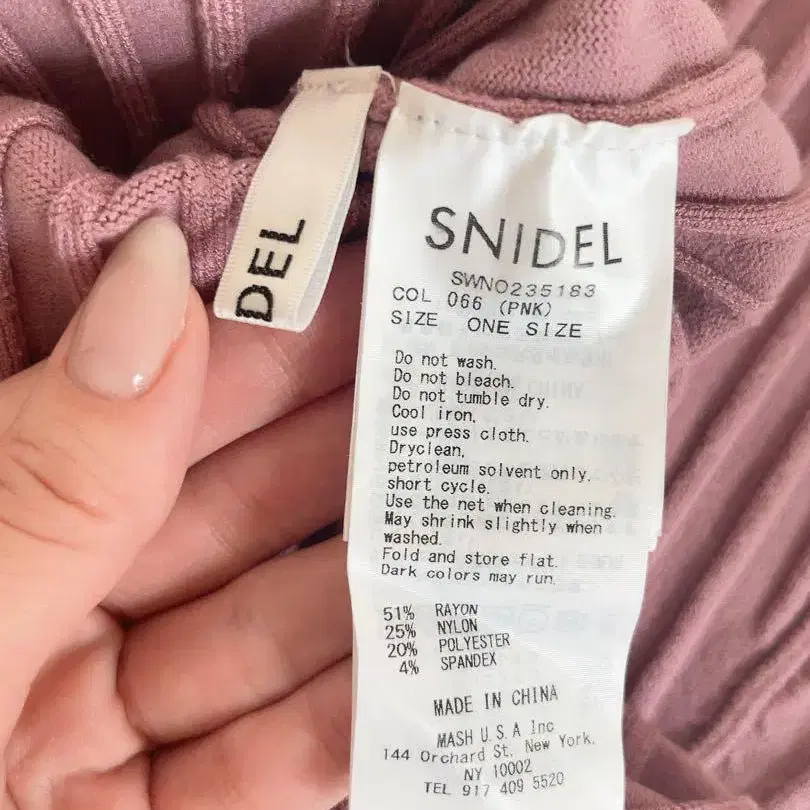 DEL
SNIDEL
SWNO235183
COL 066 (PNK)
SIZE ONE SIZE
Do not wash.
Do not bleach.
Do not tumble dry.
Cool iron,
use press cloth.
Dryclean,
petroleum solvent only.
short cycle.
Use the net when cleaning.
May shrink slightly when
washed.
Fold and store flat.
Dark colors may run.
51% RAYON
25% NYLON
20% POLYESTER
4% SPANDEX
MADE IN CHINA
MASH U.S.A Inc
144 Orchard St. New York.
NY 10002
TEL 917 409 5520